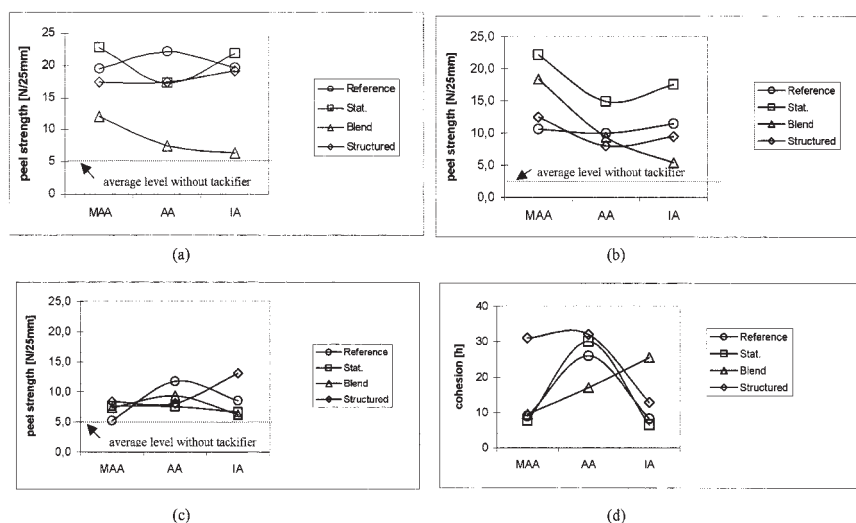 25
20
15
10
5
0
peel strength [N/25mm]
average level without tackifier
MAA AA IA
Reference
Stat.
Blend
Structured
(a)
25,0
20,0
15,0
10,0
5,0
0,0
peel strength [N/25mm]
average level without tackifier
MAA AA IA
Reference
Stat.
Blend
Structured
(b)
25,0
20,0
15,0
10,0
5,0
0,0
peel strength [N/25mm]
average level without tackifier
MAA AA IA
Reference
Stat.
Blend
Structured
(c)
40
30
20
10
0
cohesion [h]
MAA AA IA
Reference
Stat.
Blend
Structured
(d)